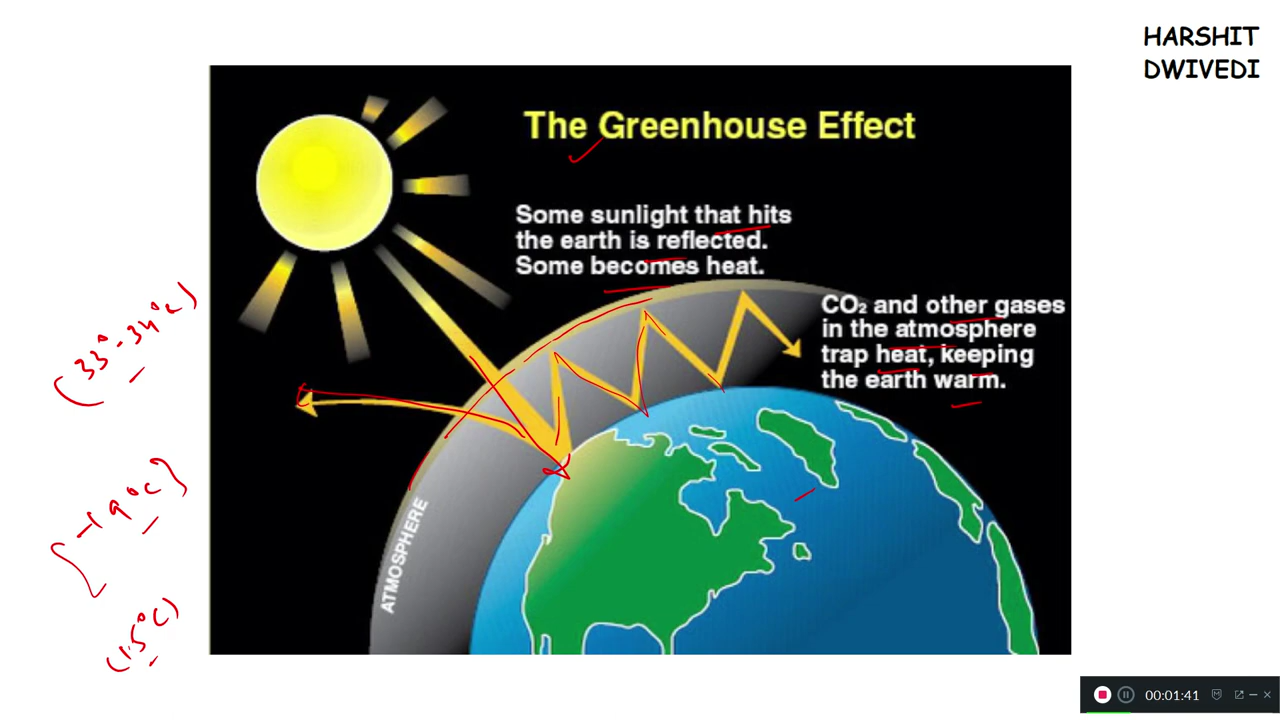 HARSHIT
DWIVEDI
The Greenhouse Effect
Some sunlight that hits
the earth is reflected.
Some becomes heat.
CO₂ and other gases
in the atmosphere
trap heat, keeping
the earth warm.
(33° - 34°C)
-19°C
(15°C)
ATMOSPHERE
00:01:41